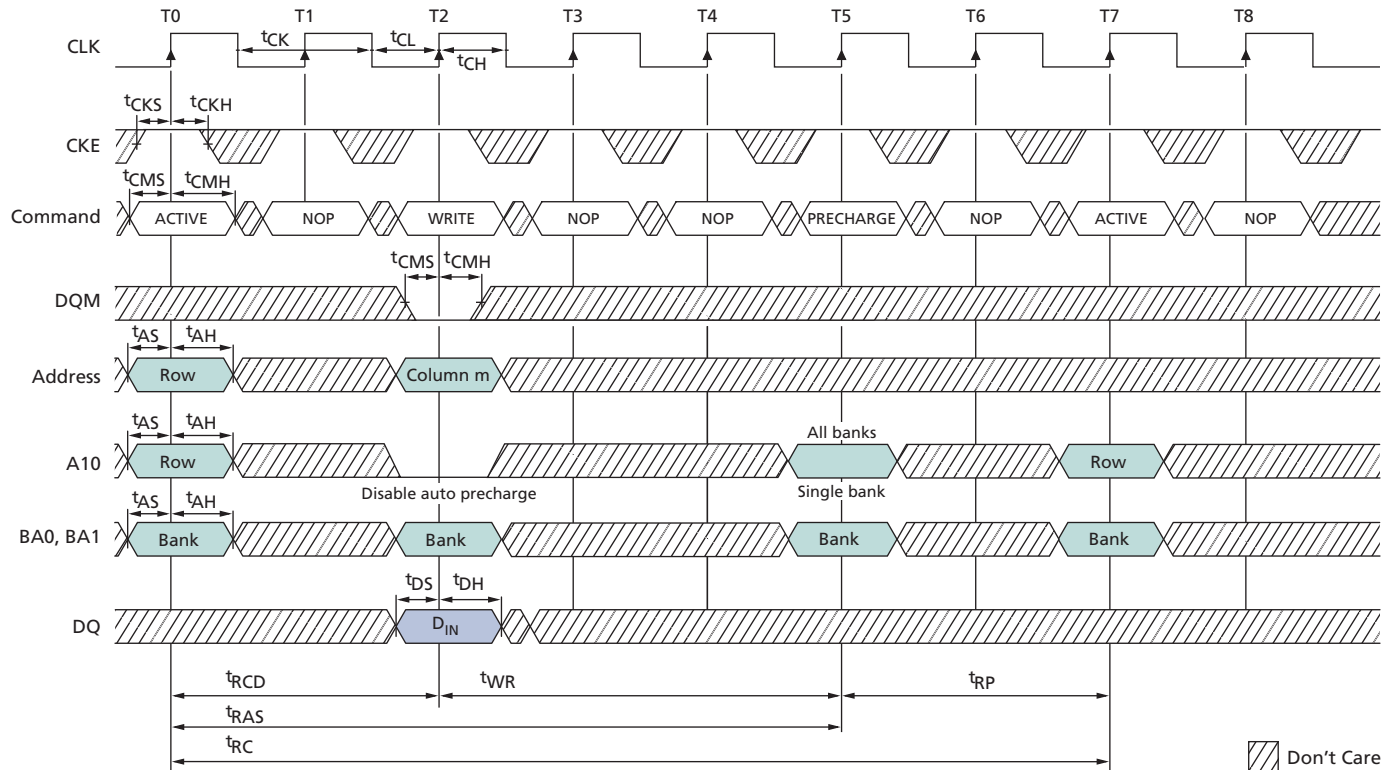 T0 T1 T2 T3 T4 T5 T6 T7 T8
CLK
tCK tCL
tCH
tCKS tCKH
CKE
tCMS tCMH
Command ACTIVE NOP WRITE NOP NOP PRECHARGE NOP ACTIVE NOP
tCMS tCMH
DQM
tAS tAH
Address Row Column m
tAS tAH All banks
A10 Row Row
Disable auto precharge Single bank
tAS tAH
BA0, BA1 Bank Bank Bank Bank
tDS tDH
DQ DIN
tRCD tWR tRP
tRAS
tRC
Don't Care